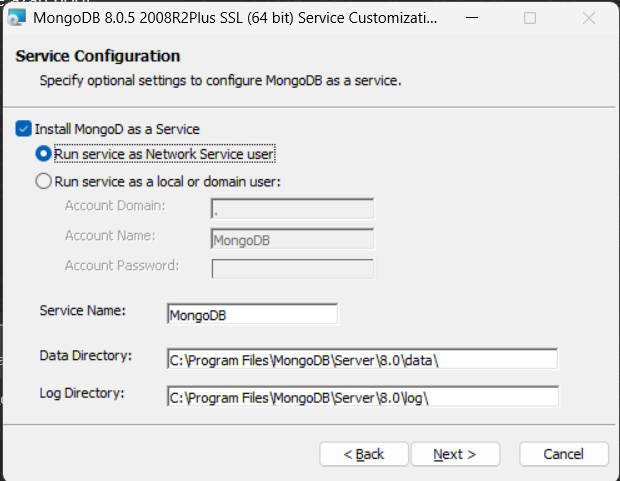 MongoDB 8.0.5 2008R2Plus SSL (64 bit) Service Customizati...
Service Configuration
Specify optional settings to configure MongoDB as a service.
Install MongoD as a Service
Run service as Network Service user
Run service as a local or domain user:
Account Domain:
.
Account Name:
MongoDB
Account Password:
Service Name:
MongoDB
Data Directory:
C:\Program Files\MongoDB\Server\8.0\data\
Log Directory:
C:\Program Files\MongoDB\Server\8.0\log\
< Back
Next >
Cancel